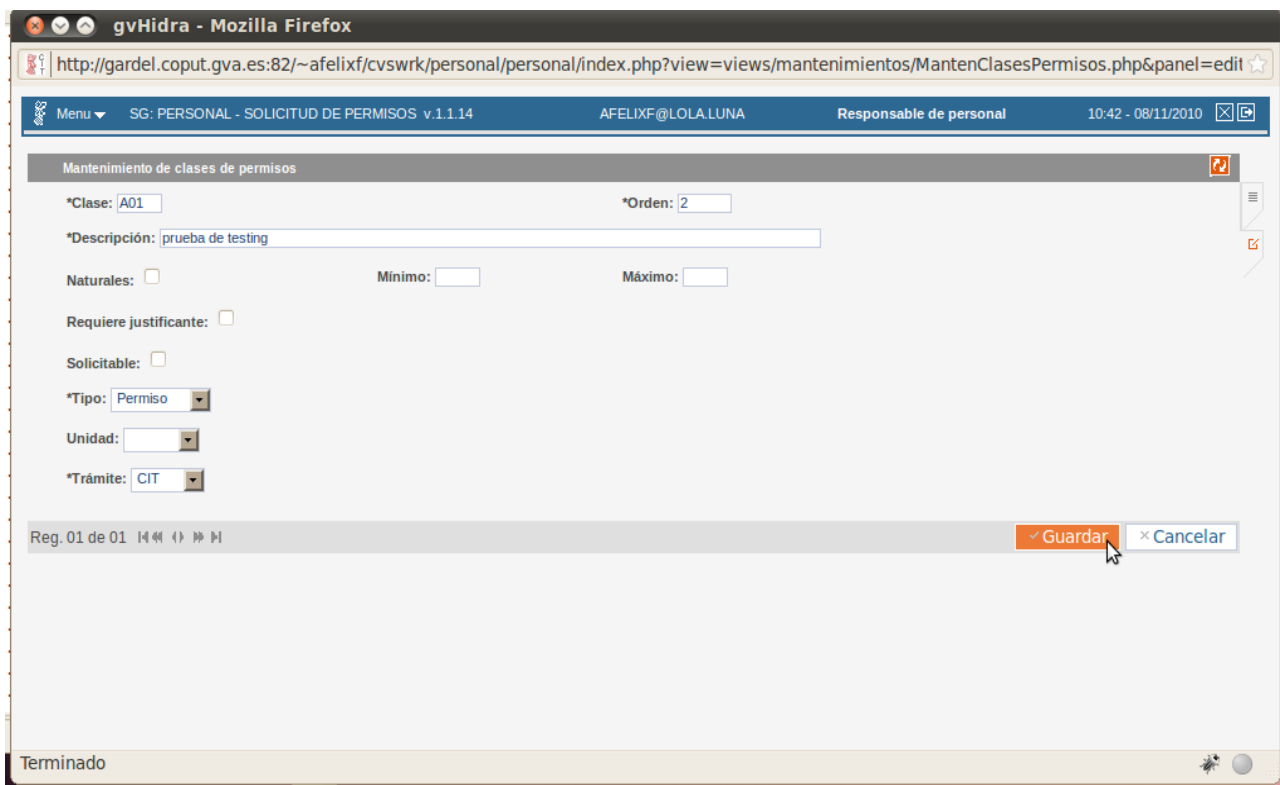 gvHidra - Mozilla Firefox
http://gardel.coput.gva.es:82/~afelixf/cvswrk/personal/personal/index.php?view=views/mantenimientos/MantenClasesPermisos.php&panel=edit
Menu SG: PERSONAL - SOLICITUD DE PERMISOS v.1.1.14 AFELIXF@LOLA.LUNA Responsable de personal 10:42 - 08/11/2010
Mantenimiento de clases de permisos
*Clase: A01 *Orden: 2
*Descripción: prueba de testing
Naturales: Mínimo: Máximo:
Requiere justificante:
Solicitable:
*Tipo: Permiso
Unidad:
*Trámite: CIT
Reg. 01 de 01 Guardar Cancelar
Terminado